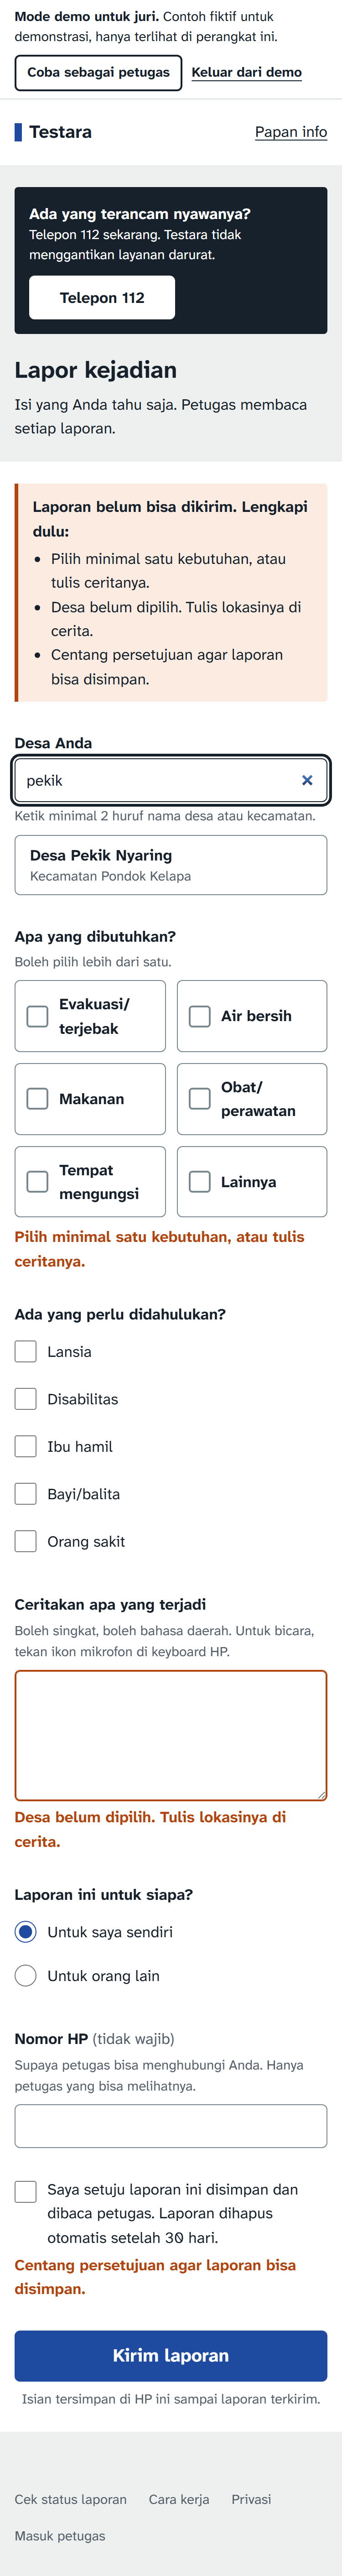 Mode demo untuk juri. Contoh fiktif untuk
demonstrasi, hanya terlihat di perangkat ini.
Coba sebagai petugas
Keluar dari demo
Testara
Papan info
Ada yang terancam nyawanya?
Telepon 112 sekarang. Testara tidak
menggantikan layanan darurat.
Telepon 112
Lapor kejadian
Isi yang Anda tahu saja. Petugas membaca
setiap laporan.
Laporan belum bisa dikirim. Lengkapi
dulu:
• Pilih minimal satu kebutuhan, atau
tulis ceritanya.
• Desa belum dipilih. Tulis lokasinya di
cerita.
• Centang persetujuan agar laporan
bisa disimpan.
Desa Anda
pekik
Ketik minimal 2 huruf nama desa atau kecamatan.
Desa Pekik Nyaring
Kecamatan Pondok Kelapa
Apa yang dibutuhkan?
Boleh pilih lebih dari satu.
Evakuasi/
terjebak
Air bersih
Makanan
Obat/
perawatan
Tempat
mengungsi
Lainnya
Pilih minimal satu kebutuhan, atau tulis
ceritanya.
Ada yang perlu didahulukan?
Lansia
Disabilitas
Ibu hamil
Bayi/balita
Orang sakit
Ceritakan apa yang terjadi
Boleh singkat, boleh bahasa daerah. Untuk bicara,
tekan ikon mikrofon di keyboard HP.
Desa belum dipilih. Tulis lokasinya di
cerita.
Laporan ini untuk siapa?
Untuk saya sendiri
Untuk orang lain
Nomor HP (tidak wajib)
Supaya petugas bisa menghubungi Anda. Hanya
petugas yang bisa melihatnya.
Saya setuju laporan ini disimpan dan
dibaca petugas. Laporan dihapus
otomatis setelah 30 hari.
Centang persetujuan agar laporan bisa
disimpan.
Kirim laporan
Isian tersimpan di HP ini sampai laporan terkirim.
Cek status laporan
Cara kerja
Privasi
Masuk petugas